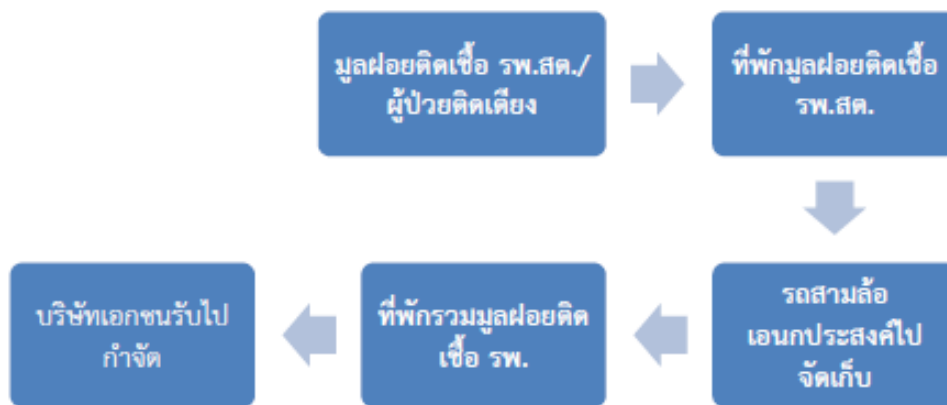 มูลฝอยติดเชื้อ รพ.สต./
ผู้ป่วยติดเตียง
ที่พักมูลฝอยติดเชื้อ
รพ.สต.
รถสามล้อ
เอนกประสงค์ไป
จัดเก็บ
ที่พักรวมมูลฝอยติด
เชื้อ รพ.
บริษัทเอกชนรับไป
กำจัด